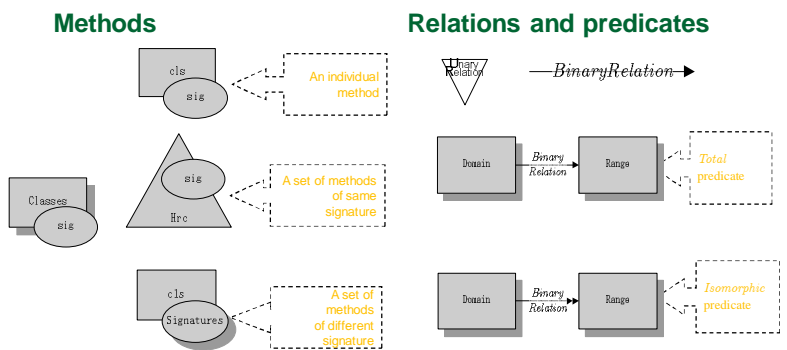 Methods
cls
sig
An individual
method
sig
Hrc
A set of methods
of same
signature
Classes
sig
cls
Signatures
A set of
methods
of different
signature
Relations and predicates
Unary
Relation
BinaryRelation
Domain
Binary
Relation
Range
Total
predicate
Domain
Binary
Relation
Range
Isomorphic
predicate